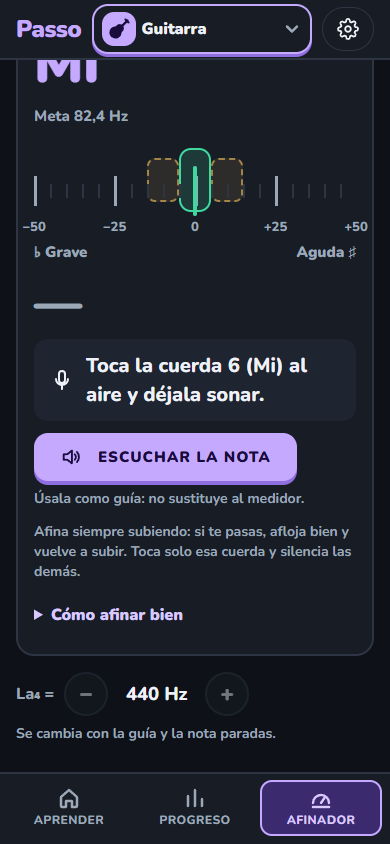 Passo
Guitarra
Mi
Meta 82,4 Hz
−50 −25 0 +25 +50
♭ Grave Aguda ♯
Toca la cuerda 6 (Mi) al
aire y déjala sonar.
ESCUCHAR LA NOTA
Úsala como guía: no sustituye al medidor.
Afina siempre subiendo: si te pasas, afloja bien y
vuelve a subir. Toca solo esa cuerda y silencia las
demás.
Cómo afinar bien
La₄ = − 440 Hz +
Se cambia con la guía y la nota paradas.
APRENDER PROGRESO AFINADOR